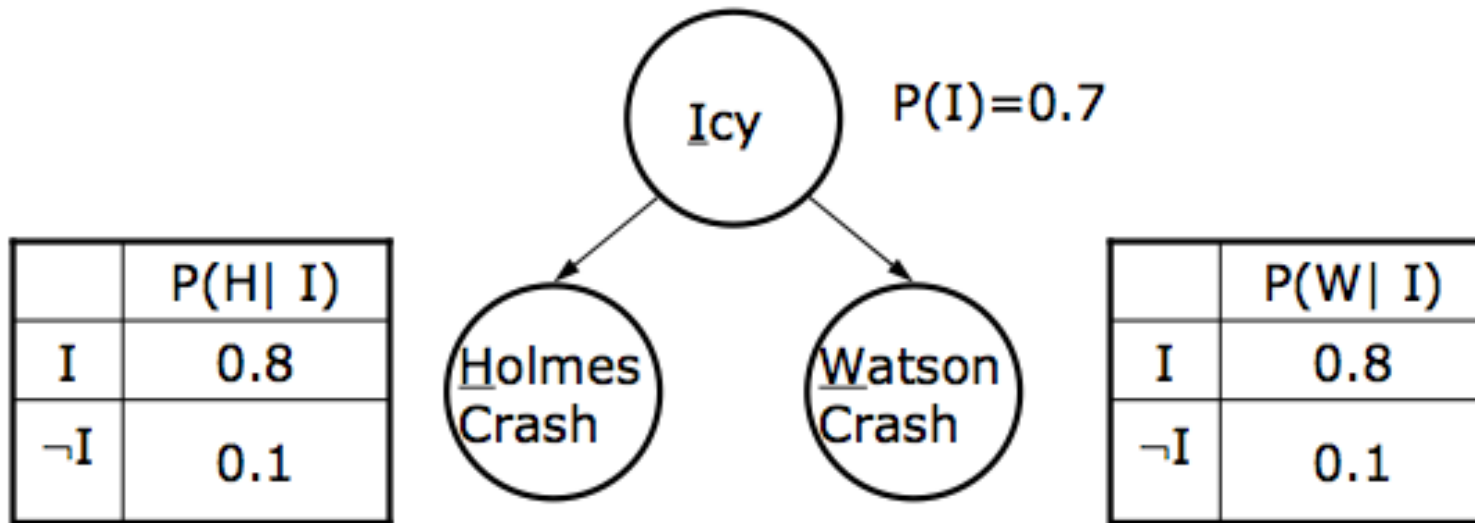 Icy
P(I)=0.7
P(H| I)
I 0.8
¬I 0.1
Holmes
Crash
Watson
Crash
P(W| I)
I 0.8
¬I 0.1